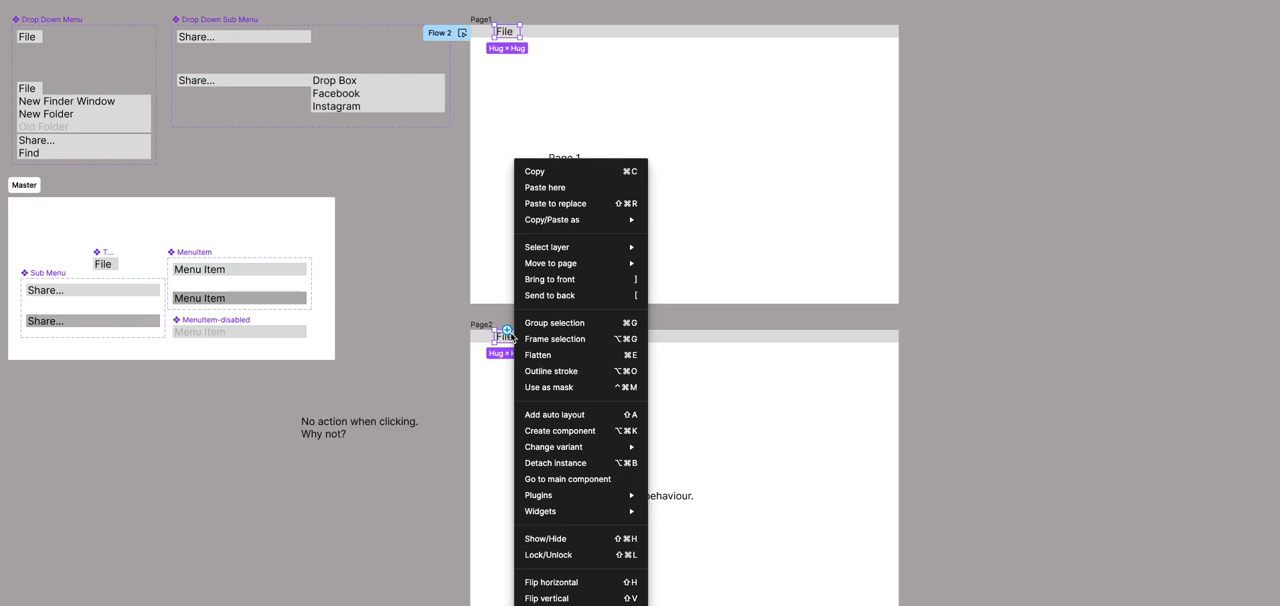 Drop Down Menu
File
File
New Finder Window
New Folder
Old Folder
Share...
Find
Drop Down Sub Menu
Share...
Share...
Drop Box
Facebook
Instagram
Flow 2
Master
T...
File
Sub Menu
Share...
Share...
MenuItem
Menu Item
Menu Item
MenuItem-disabled
Menu Item
No action when clicking.
Why not?
Page1
File
Hug × Hug
Page 1
Page2
File
Hug ×
behaviour.
Copy ⌘C
Paste here
Paste to replace ⇧⌘R
Copy/Paste as
Select layer
Move to page
Bring to front ]
Send to back [
Group selection ⌘G
Frame selection ⌥⌘G
Flatten ⌘E
Outline stroke ⌥⌘O
Use as mask ^⌘M
Add auto layout ⇧A
Create component ⌥⌘K
Change variant
Detach instance ⌥⌘B
Go to main component
Plugins
Widgets
Show/Hide ⇧⌘H
Lock/Unlock ⇧⌘L
Flip horizontal ⇧H
Flip vertical ⇧V